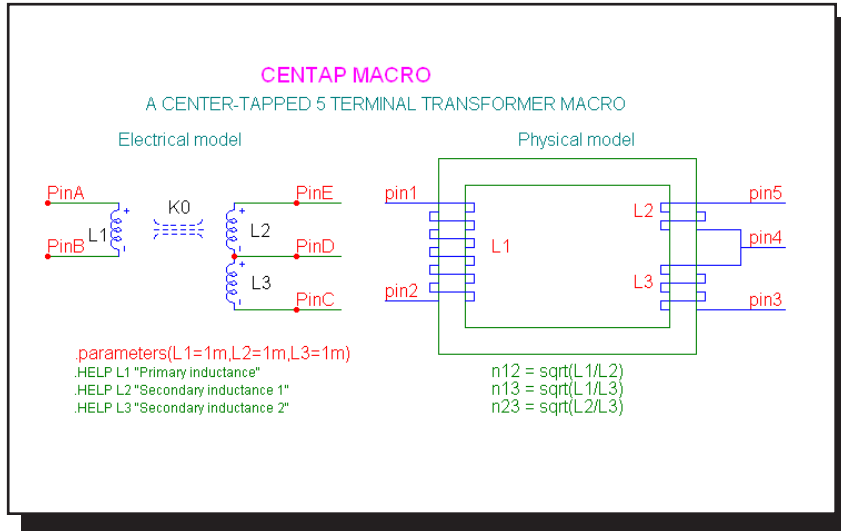 CENTAP MACRO
A CENTER-TAPPED 5 TERMINAL TRANSFORMER MACRO
Electrical model
Physical model
PinA
K0
PinE
pin1
pin5
L1
L2
L2
PinB
PinD
L1
pin4
L3
L3
PinC
pin2
pin3
.parameters(L1=1m,L2=1m,L3=1m)
.HELP L1 "Primary inductance"
.HELP L2 "Secondary inductance 1"
.HELP L3 "Secondary inductance 2"
n12 = sqrt(L1/L2)
n13 = sqrt(L1/L3)
n23 = sqrt(L2/L3)